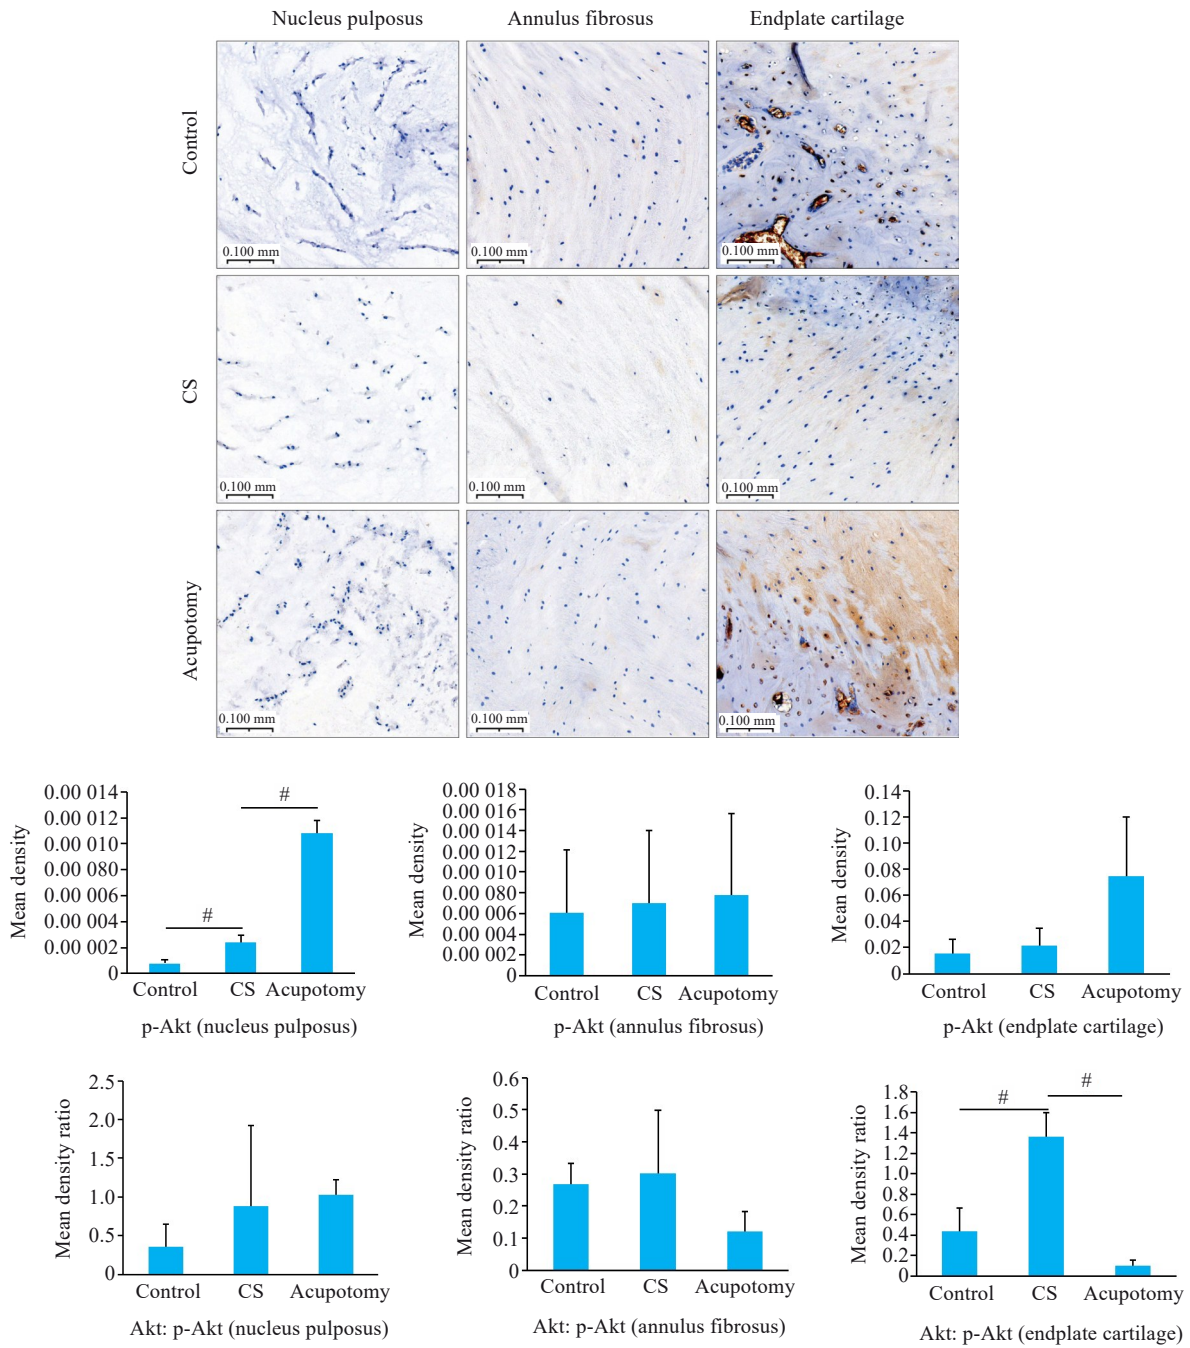 Nucleus pulposus Annulus fibrosus Endplate cartilage
Control
0.100 mm 0.100 mm 0.100 mm
CS
0.100 mm 0.100 mm 0.100 mm
Acupotomy
0.100 mm 0.100 mm 0.100 mm
Mean density
0.00 014
0.00 012
0.00 010
0.00 008
0.00 006
0.00 004
0.00 002
0
#
#
Control CS Acupotomy
p-Akt (nucleus pulposus)
Mean density
0.00 018
0.00 016
0.00 014
0.00 012
0.00 010
0.00 008
0.00 006
0.00 004
0.00 002
0
Control CS Acupotomy
p-Akt (annulus fibrosus)
Mean density
0.14
0.12
0.10
0.08
0.06
0.04
0.02
0
Control CS Acupotomy
p-Akt (endplate cartilage)
Mean density ratio
2.5
2.0
1.5
1.0
0.5
0
Control CS Acupotomy
Akt: p-Akt (nucleus pulposus)
Mean density ratio
0.6
0.5
0.4
0.3
0.2
0.1
0
Control CS Acupotomy
Akt: p-Akt (annulus fibrosus)
Mean density ratio
1.8
1.6
1.4
1.2
1.0
0.8
0.6
0.4
0.2
0
#
#
Control CS Acupotomy
Akt: p-Akt (endplate cartilage)